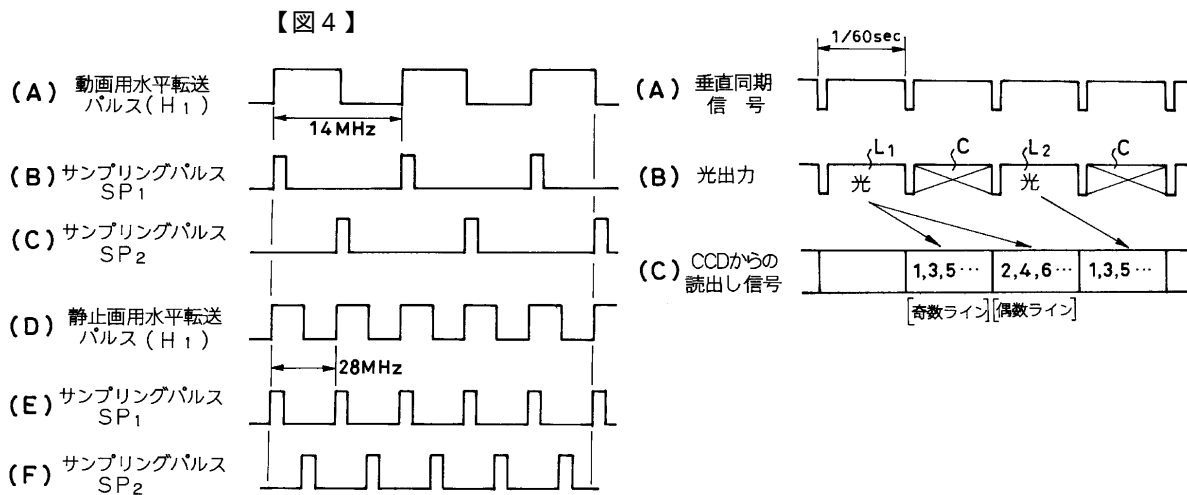 【図４】
(A) 動画用水平転送
パルス(H1)
14MHz
(B) サンプリングパルス
SP1
(C) サンプリングパルス
SP2
(D) 静止画用水平転送
パルス(H1)
28MHz
(E) サンプリングパルス
SP1
(F) サンプリングパルス
SP2
1/60sec
(A) 垂直同期
信号
L1 C L2 C
(B) 光出力
光 光
(C) CCDからの
読出し信号
1,3,5… 2,4,6… 1,3,5…
[奇数ライン] [偶数ライン]